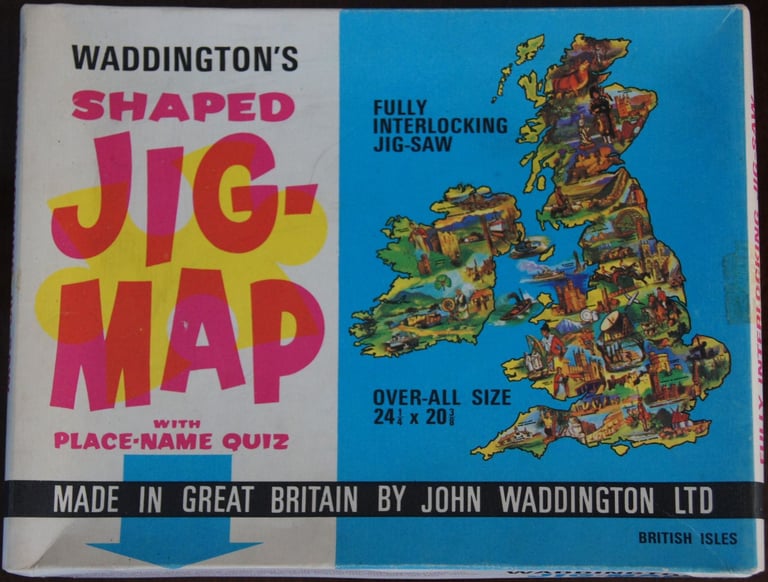 WADDINGTON'S
SHAPED
JIG-
MAP
WITH
PLACE-NAME QUIZ
FULLY
INTERLOCKING
JIG-SAW
OVER-ALL SIZE
24¼ x 20⅜
MADE IN GREAT BRITAIN BY JOHN WADDINGTON LTD
BRITISH ISLES
FULLY INTERLOCKING JIG-SAW